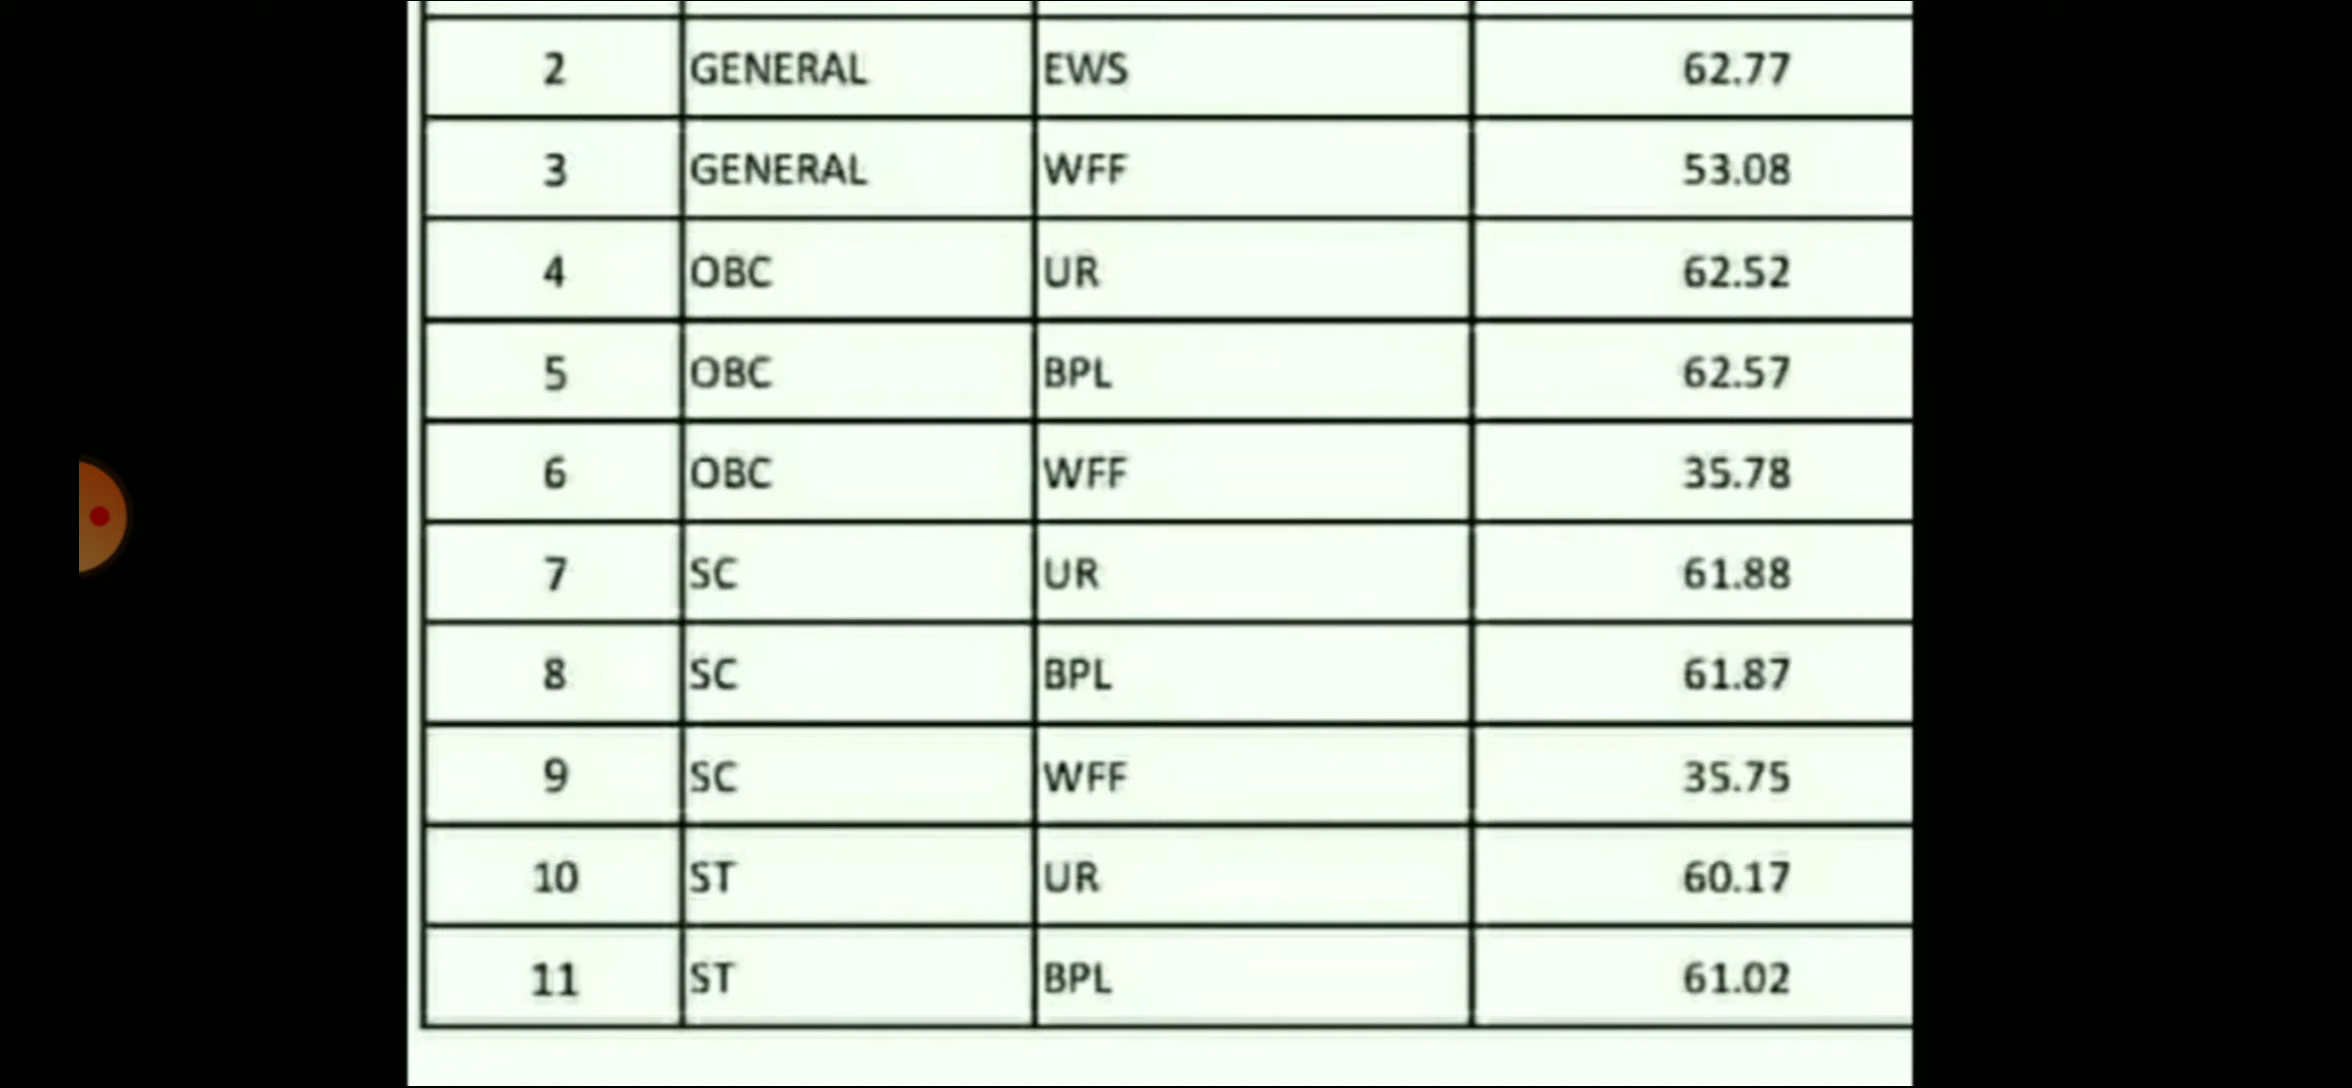 2 GENERAL EWS 62.77
3 GENERAL WFF 53.08
4 OBC UR 62.52
5 OBC BPL 62.57
6 OBC WFF 35.78
7 SC UR 61.88
8 SC BPL 61.87
9 SC WFF 35.75
10 ST UR 60.17
11 ST BPL 61.02